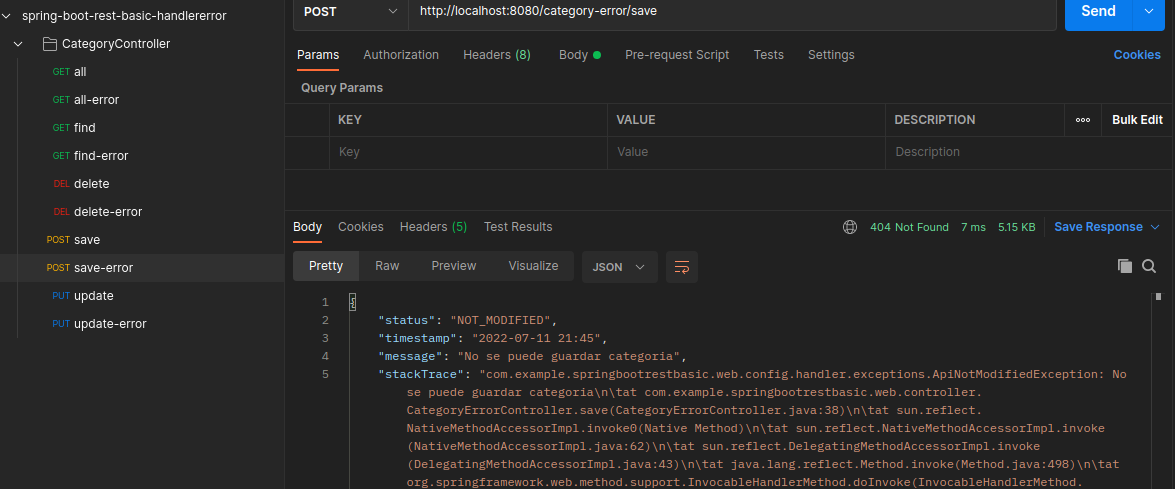 spring-boot-rest-basic-handlererror
CategoryController
GET all
GET all-error
GET find
GET find-error
DEL delete
DEL delete-error
POST save
POST save-error
PUT update
PUT update-error
POST http://localhost:8080/category-error/save Send
Params Authorization Headers (8) Body Pre-request Script Tests Settings Cookies
Query Params
KEY VALUE DESCRIPTION Bulk Edit
Key Value Description
Body Cookies Headers (5) Test Results 404 Not Found 7 ms 5.15 KB Save Response
Pretty Raw Preview Visualize JSON
1 {
2 "status": "NOT_MODIFIED",
3 "timestamp": "2022-07-11 21:45",
4 "message": "No se puede guardar categoria",
5 "stackTrace": "com.example.springbootrestbasic.web.config.handler.exceptions.ApiNotModifiedException: No
se puede guardar categoria\n\tat com.example.springbootrestbasic.web.controller.
CategoryErrorController.save(CategoryErrorController.java:38)\n\tat sun.reflect.
NativeMethodAccessorImpl.invoke0(Native Method)\n\tat sun.reflect.NativeMethodAccessorImpl.invoke
(NativeMethodAccessorImpl.java:62)\n\tat sun.reflect.DelegatingMethodAccessorImpl.invoke
(DelegatingMethodAccessorImpl.java:43)\n\tat java.lang.reflect.Method.invoke(Method.java:498)\n\tat
org.springframework.web.method.support.InvocableHandlerMethod.doInvoke(InvocableHandlerMethod.